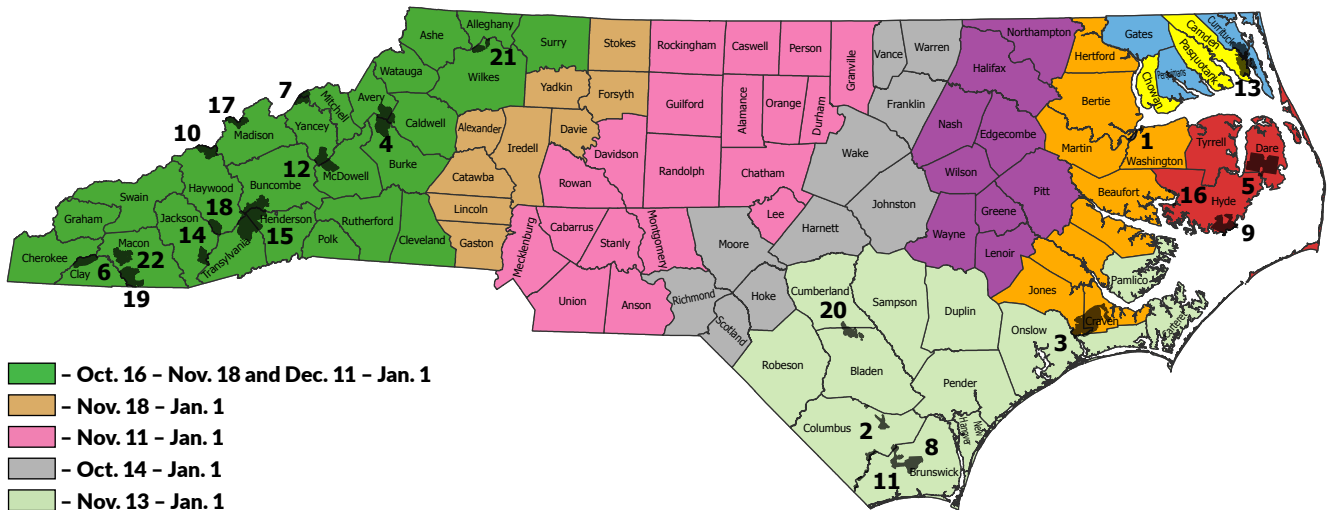 Alleghany
Ashe
21
Surry
Stokes
Rockingham
Caswell
Person
Granville
Vance
Warren
Northampton
Hertford
Gates
Camden
Currituck
Pasquotank
Perquimans
Chowan
13
Watauga
Wilkes
Yadkin
Forsyth
Guilford
Alamance
Orange
Durham
Franklin
Halifax
Bertie
17
7
Mitchell
Avery
4
Caldwell
Alexander
Iredell
Davie
Davidson
Randolph
Chatham
Wake
Nash
Edgecombe
Martin
1
Washington
Tyrrell
Dare
5
10
Madison
Yancey
12
McDowell
Burke
Catawba
Rowan
Lee
Johnston
Wilson
Pitt
Beaufort
16
Hyde
9
Swain
Haywood
Buncombe
18
Graham
Jackson
14
Henderson
15
Rutherford
Polk
Cleveland
Lincoln
Gaston
Mecklenburg
Cabarrus
Stanly
Montgomery
Moore
Harnett
Wayne
Greene
Lenoir
Jones
Craven
Pamlico
Carteret
Cherokee
Clay
6
Macon
22
19
Transylvania
Union
Anson
Richmond
Scotland
Hoke
Cumberland
20
Sampson
Duplin
Onslow
3
Robeson
Bladen
Pender
Columbus
2
New
Hanover
8
Brunswick
11
– Oct. 16 – Nov. 18 and Dec. 11 – Jan. 1
– Nov. 18 – Jan. 1
– Nov. 11 – Jan. 1
– Oct. 14 – Jan. 1
– Nov. 13 – Jan. 1